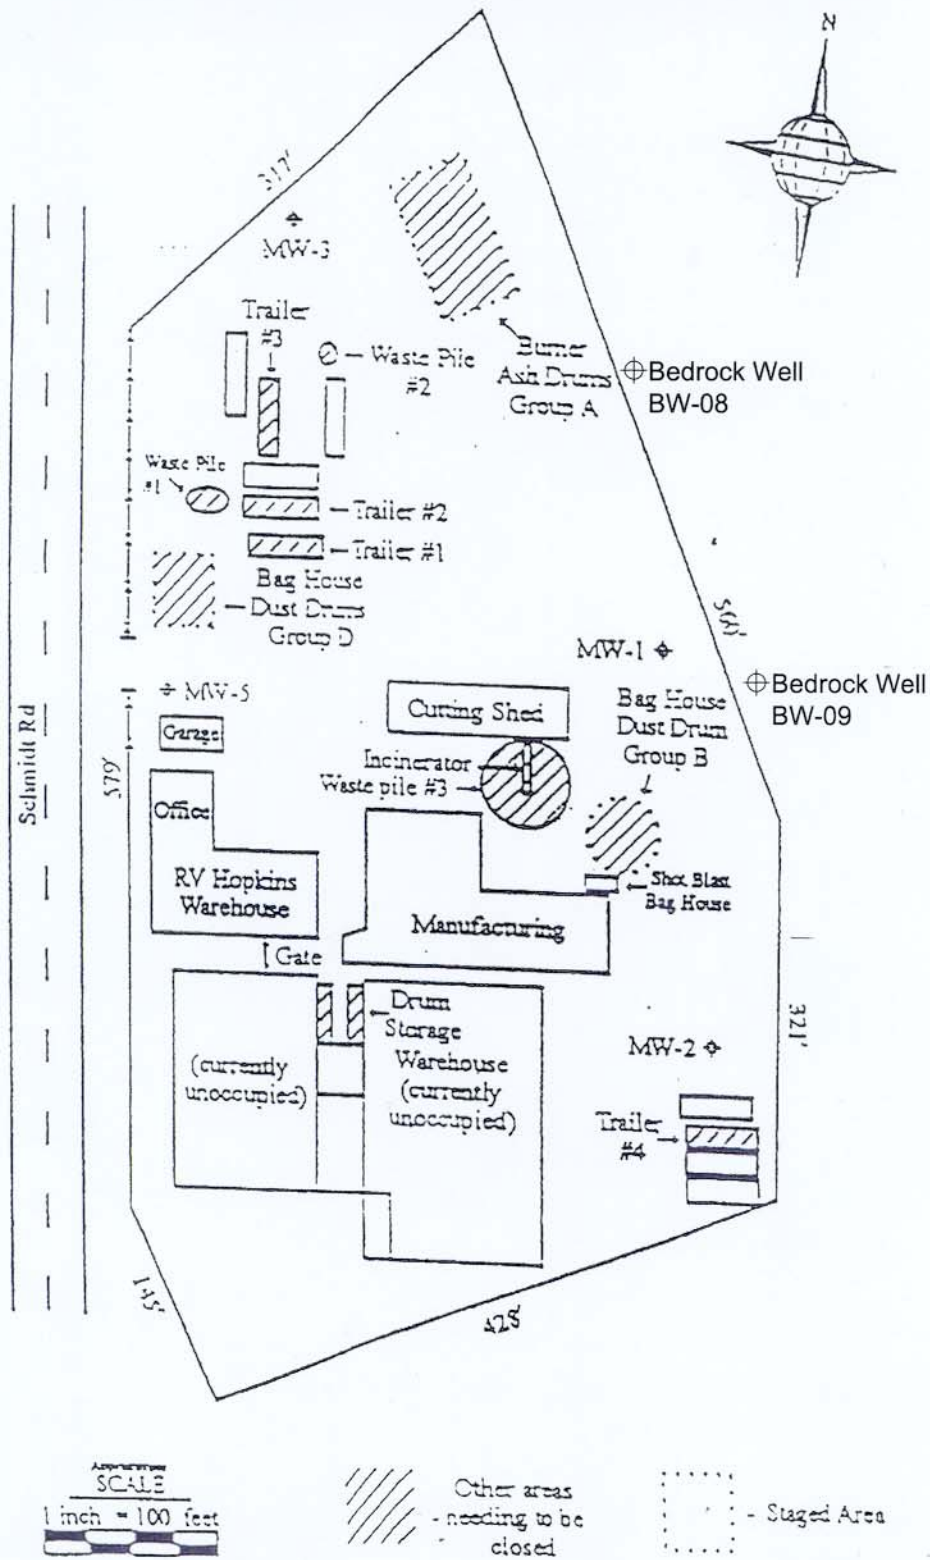 N
317'
MW-3
Trailer
#3
Waste Pile
#2
Burner
Ash Drums
Group A
Bedrock Well
BW-08
Waste Pile
#1
Trailer #2
Trailer #1
Bag House
Dust Drums
Group D
MW-1
MW-5
Bedrock Well
BW-09
Cutting Shed
Bag House
Dust Drum
Group B
Garage
Schmidt Rd
579'
Incinerator
Waste pile #3
Office
RV Hopkins
Warehouse
Shot Blast
Bag House
Manufacturing
Gate
Drum
Storage
321'
MW-2
(currently
unoccupied)
Warehouse
(currently
unoccupied)
Trailer
#4
145'
428'
SCALE
1 inch = 100 feet
Other areas
- needing to be
closed
- Staged Area